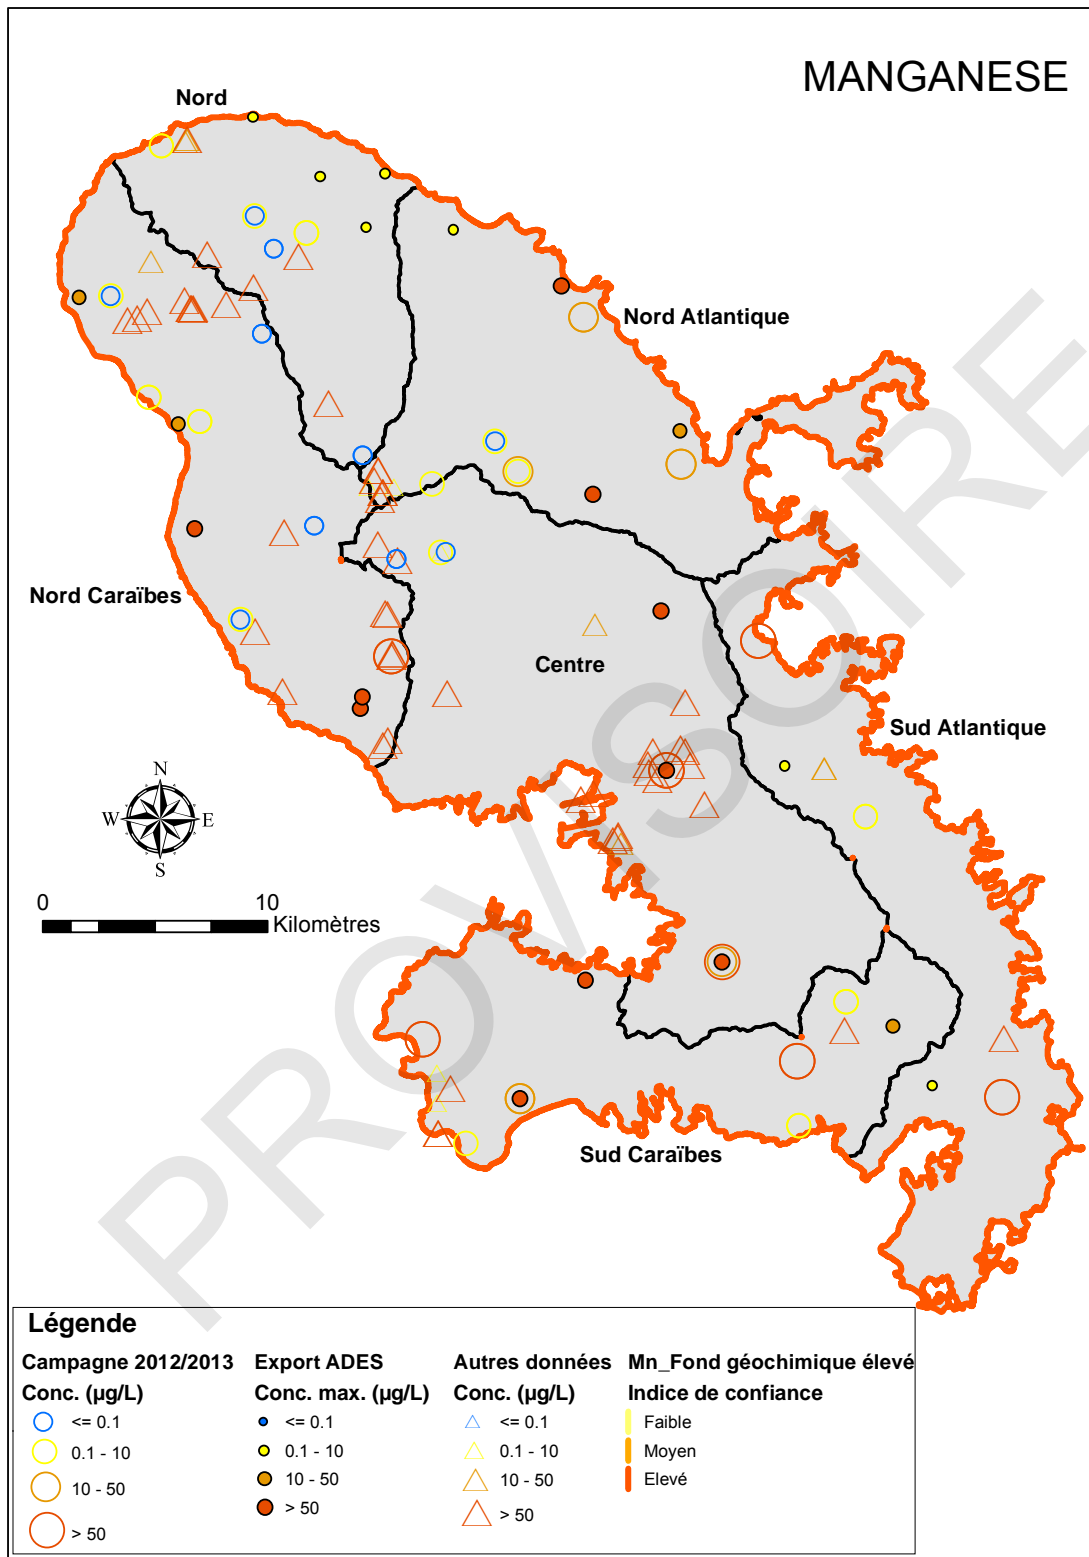 MANGANESE
Nord
Nord Atlantique
Nord Caraïbes
Centre
Sud Atlantique
N
W E
S
0 10
Kilomètres
Sud Caraïbes
PROVISOIRE
Légende
Campagne 2012/2013 Export ADES Autres données Mn_Fond géochimique élevé
Conc. (µg/L) Conc. max. (µg/L) Conc. (µg/L) Indice de confiance
<= 0.1 <= 0.1 <= 0.1 Faible
0.1 - 10 0.1 - 10 0.1 - 10 Moyen
10 - 50 10 - 50 10 - 50 Elevé
> 50 > 50 > 50